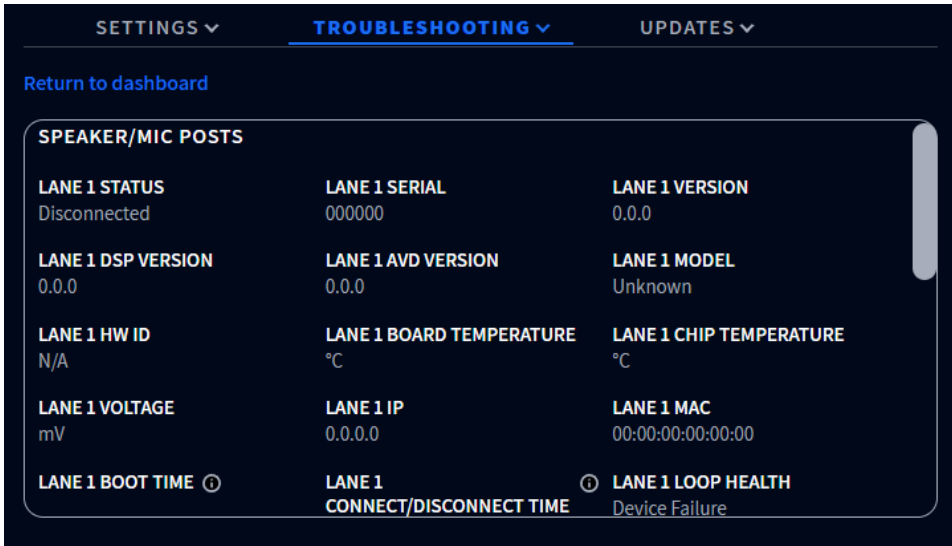 SETTINGS TROUBLESHOOTING UPDATES
Return to dashboard
SPEAKER/MIC POSTS
LANE 1 STATUS LANE 1 SERIAL LANE 1 VERSION
Disconnected 000000 0.0.0
LANE 1 DSP VERSION LANE 1 AVD VERSION LANE 1 MODEL
0.0.0 0.0.0 Unknown
LANE 1 HW ID LANE 1 BOARD TEMPERATURE LANE 1 CHIP TEMPERATURE
N/A °C °C
LANE 1 VOLTAGE LANE 1 IP LANE 1 MAC
mV 0.0.0.0 00:00:00:00:00:00
LANE 1 BOOT TIME LANE 1 LANE 1 LOOP HEALTH
CONNECT/DISCONNECT TIME Device Failure